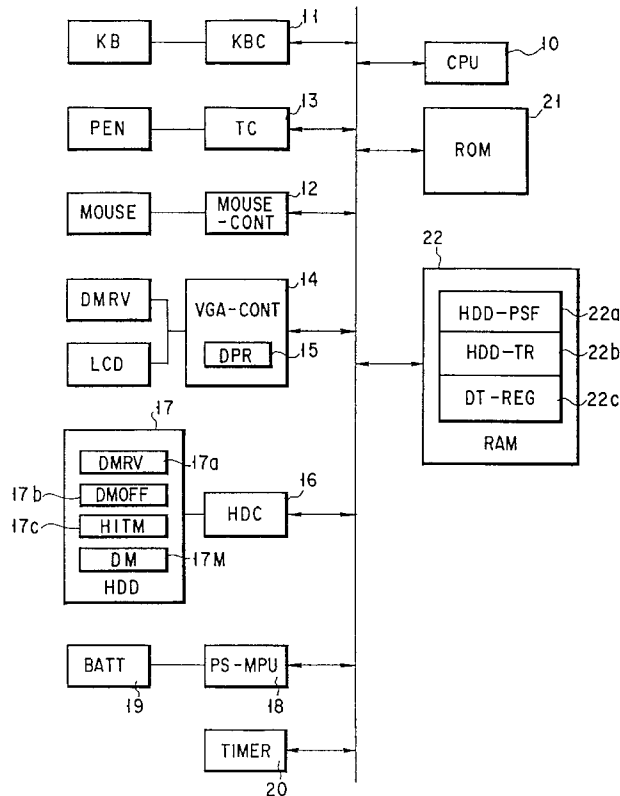 11
KB
KBC
10
CPU
13
PEN
TC
21
ROM
12
MOUSE
MOUSE
-CONT
14
DMRV
LCD
VGA-CONT
DPR
15
22
HDD-PSF
22a
HDD-TR
22b
DT-REG
22c
RAM
17
DMRV
17a
17b
DMOFF
17c
HITM
DM
17M
HDD
16
HDC
BATT
19
PS-MPU
18
TIMER
20